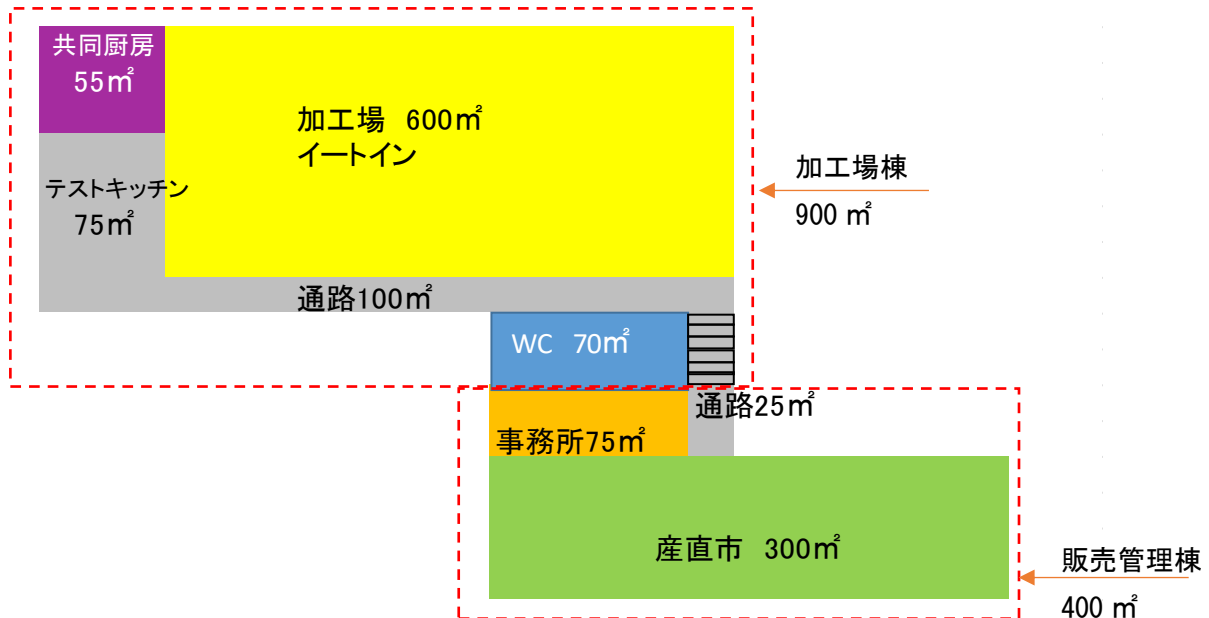 共同厨房
55㎡
加工場 600㎡
イートイン
テストキッチン
75㎡
加工場棟
900 ㎡
通路100㎡
WC 70㎡
通路25㎡
事務所75㎡
産直市 300㎡
販売管理棟
400 ㎡